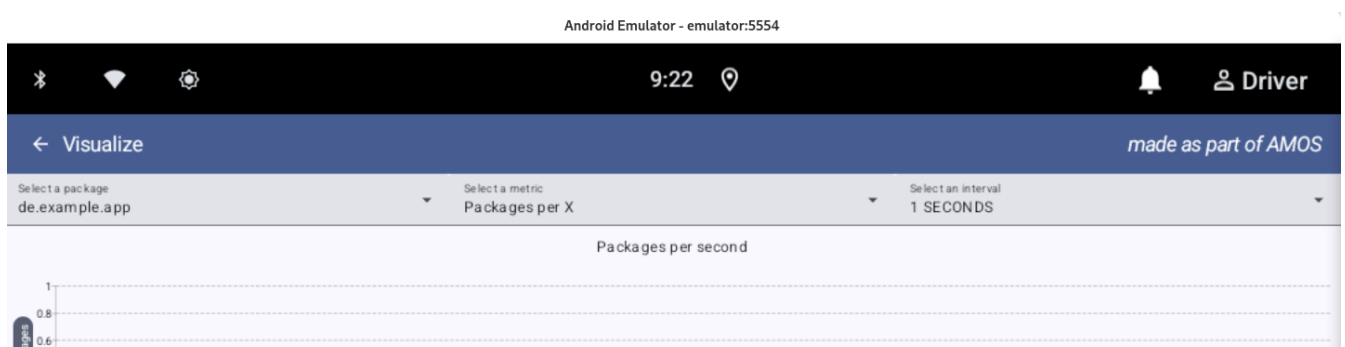 Android Emulator - emulator:5554
9:22 Driver
Visualize made as part of AMOS
Select a package Select a metric Select an interval
de.example.app Packages per X 1 SECONDS
Packages per second
1
0.8
0.6